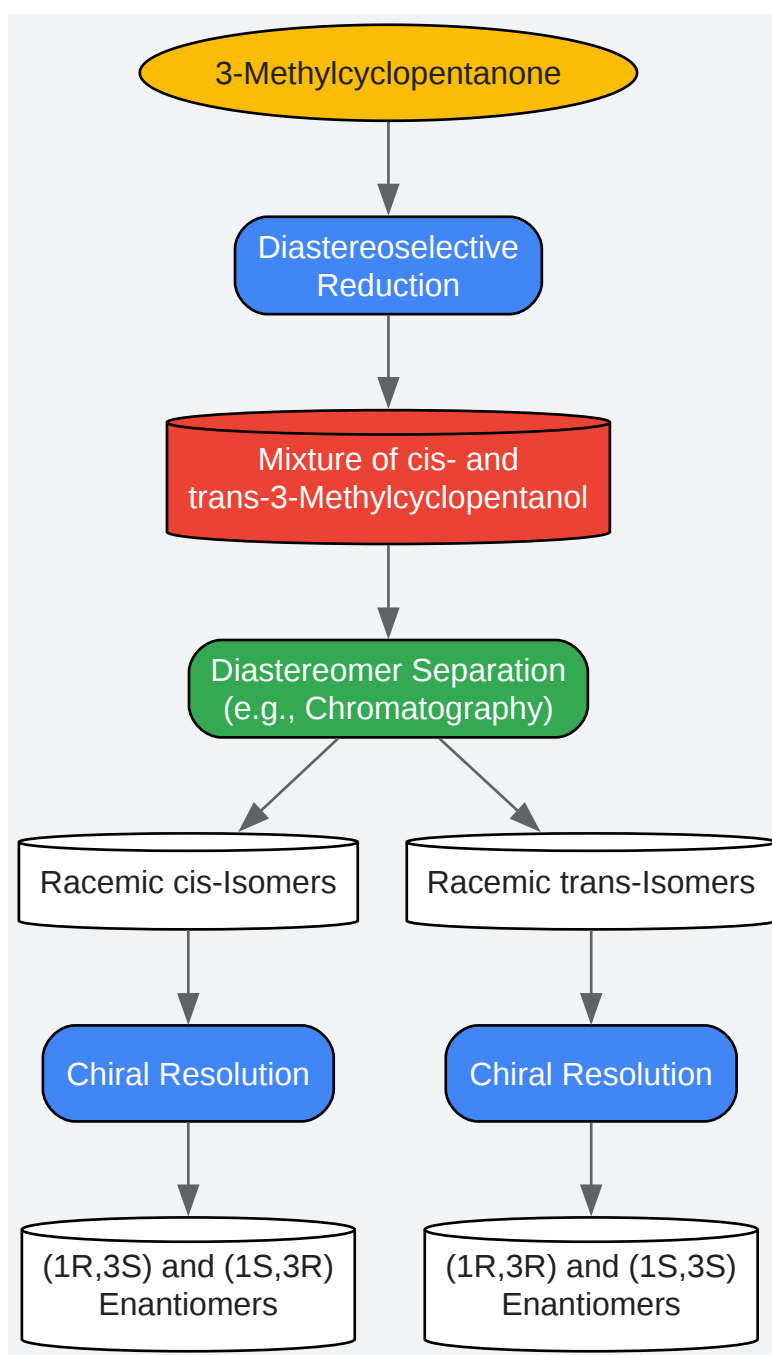 3-Methylcyclopentanone
Diastereoselective
Reduction
Mixture of cis- and
trans-3-Methylcyclopentanol
Diastereomer Separation
(e.g., Chromatography)
Racemic cis-Isomers
Racemic trans-Isomers
Chiral Resolution
Chiral Resolution
(1R,3S) and (1S,3R)
Enantiomers
(1R,3R) and (1S,3S)
Enantiomers